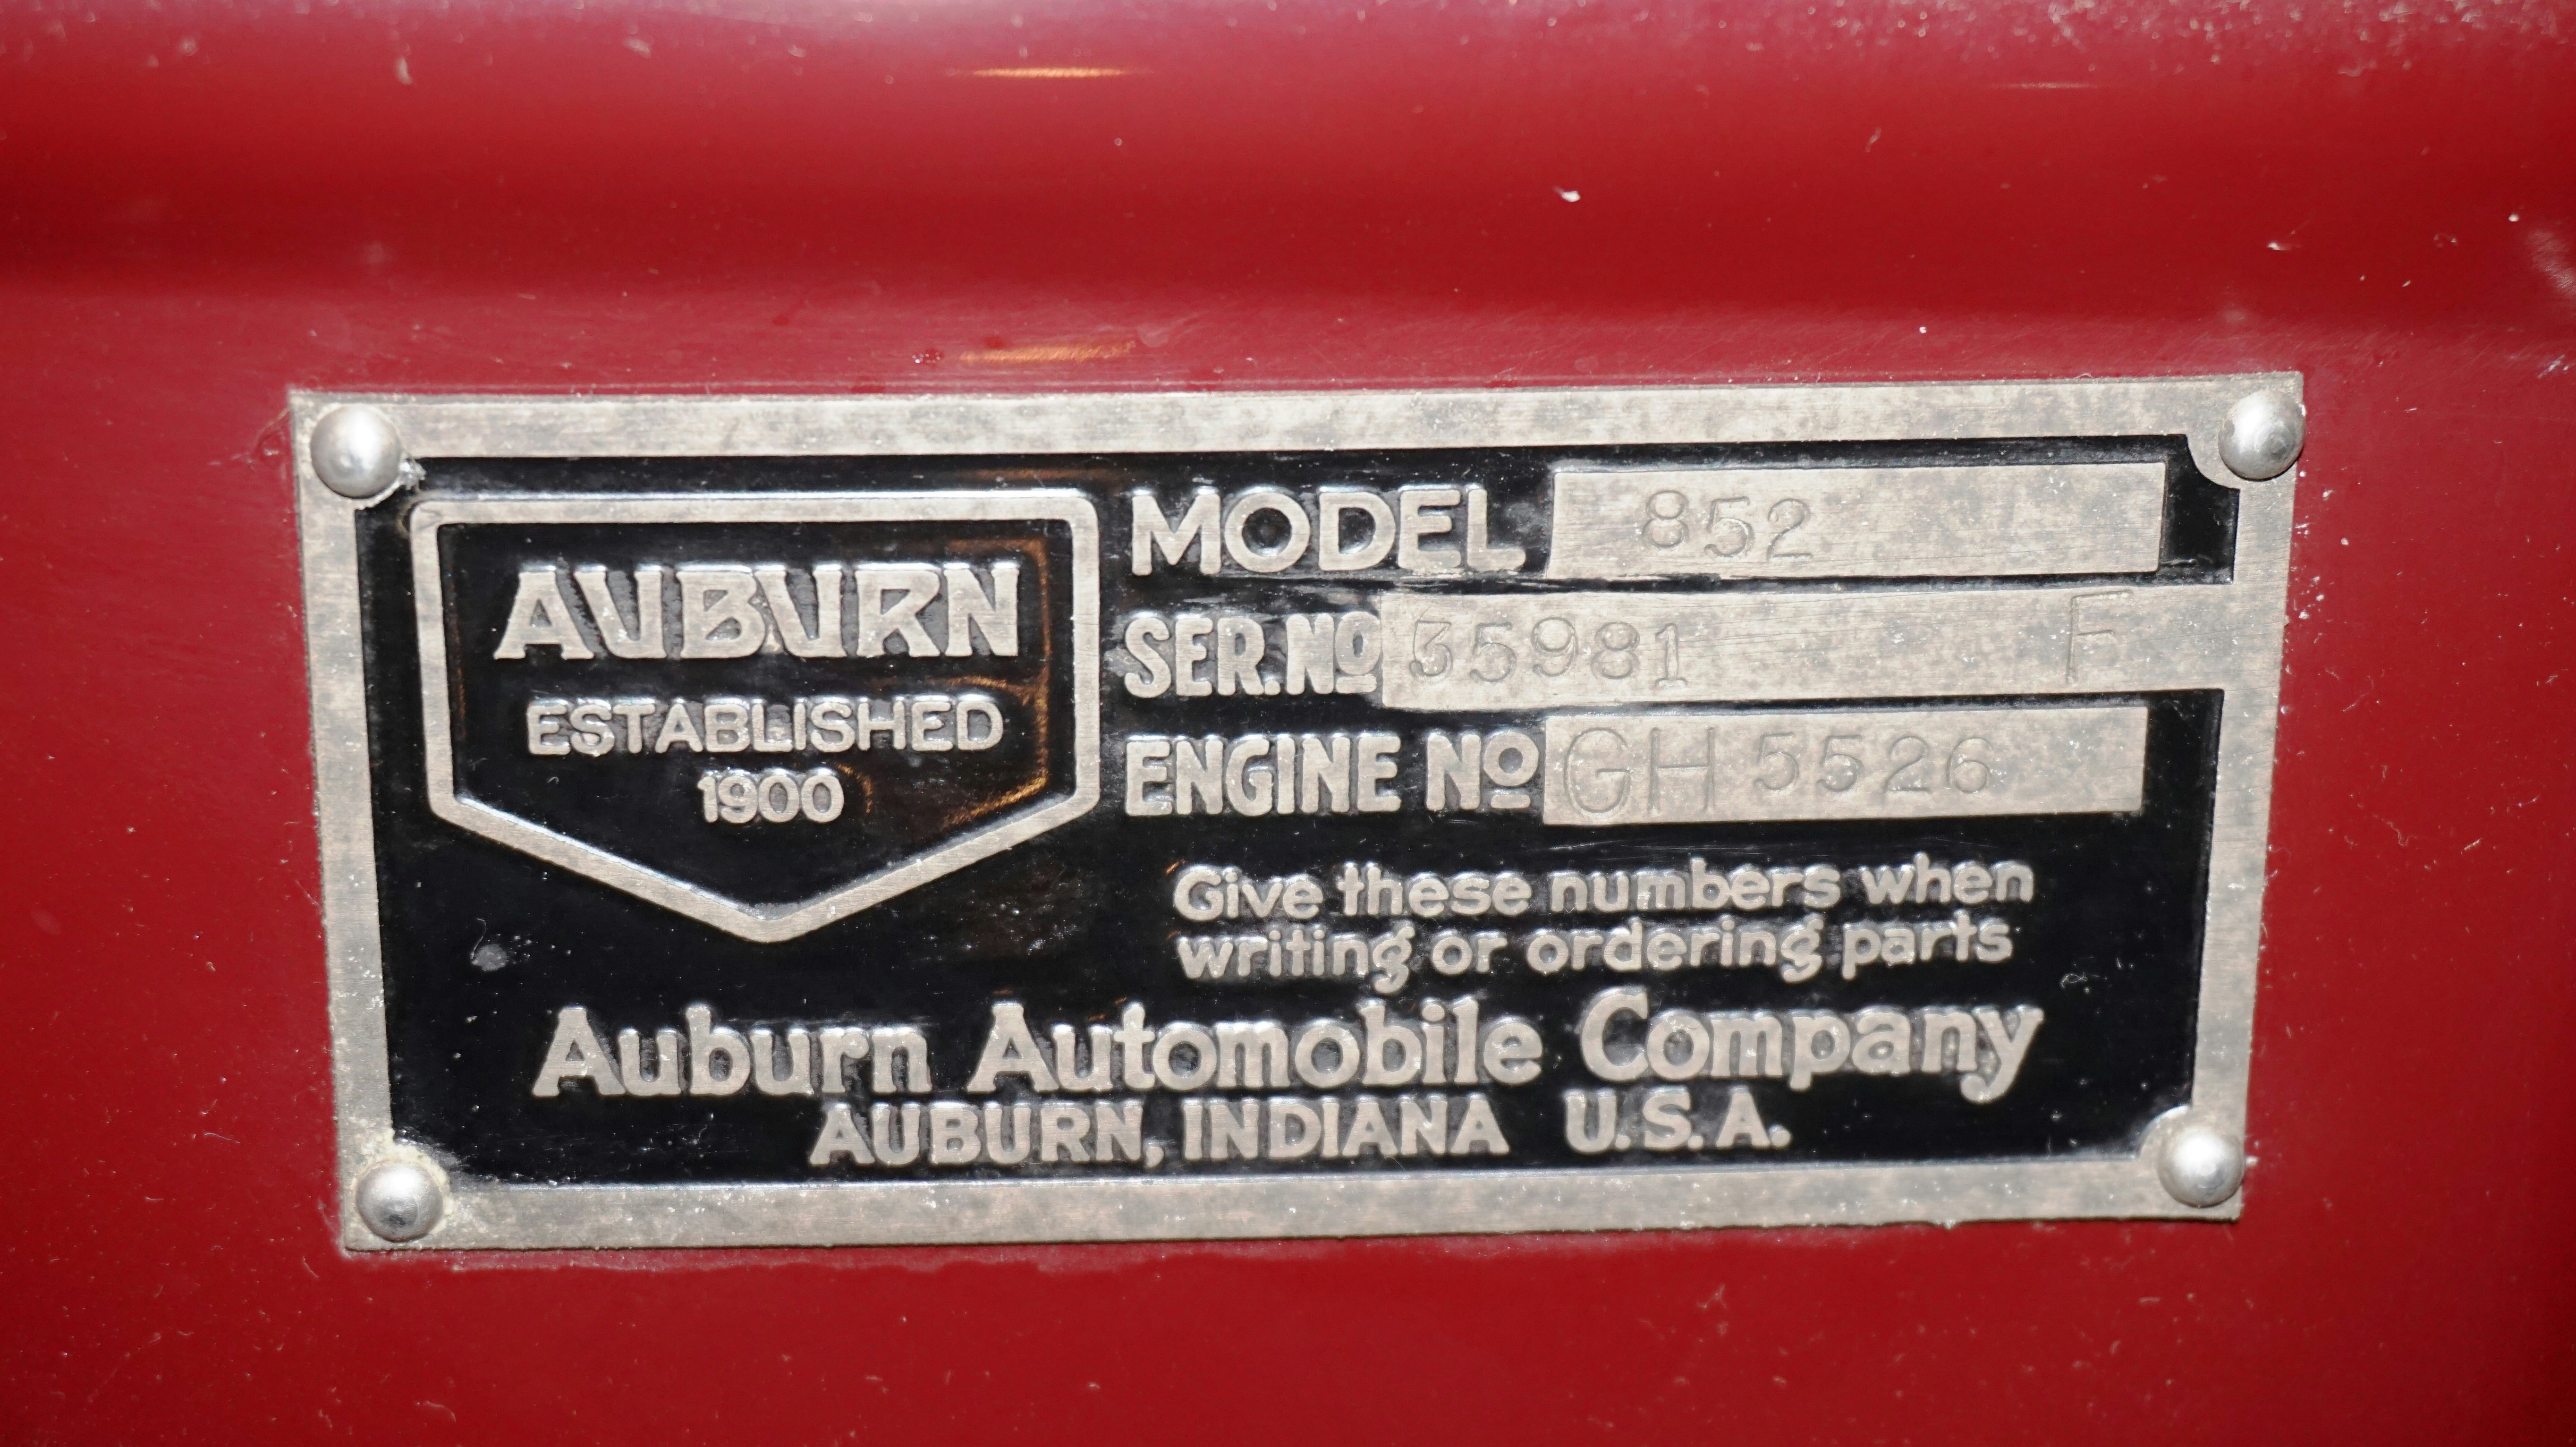 AUBURN
ESTABLISHED
1900
MODEL 852
SER. No 35981 F
ENGINE No GH 5526
Give these numbers when
writing or ordering parts
Auburn Automobile Company
AUBURN, INDIANA U.S.A.